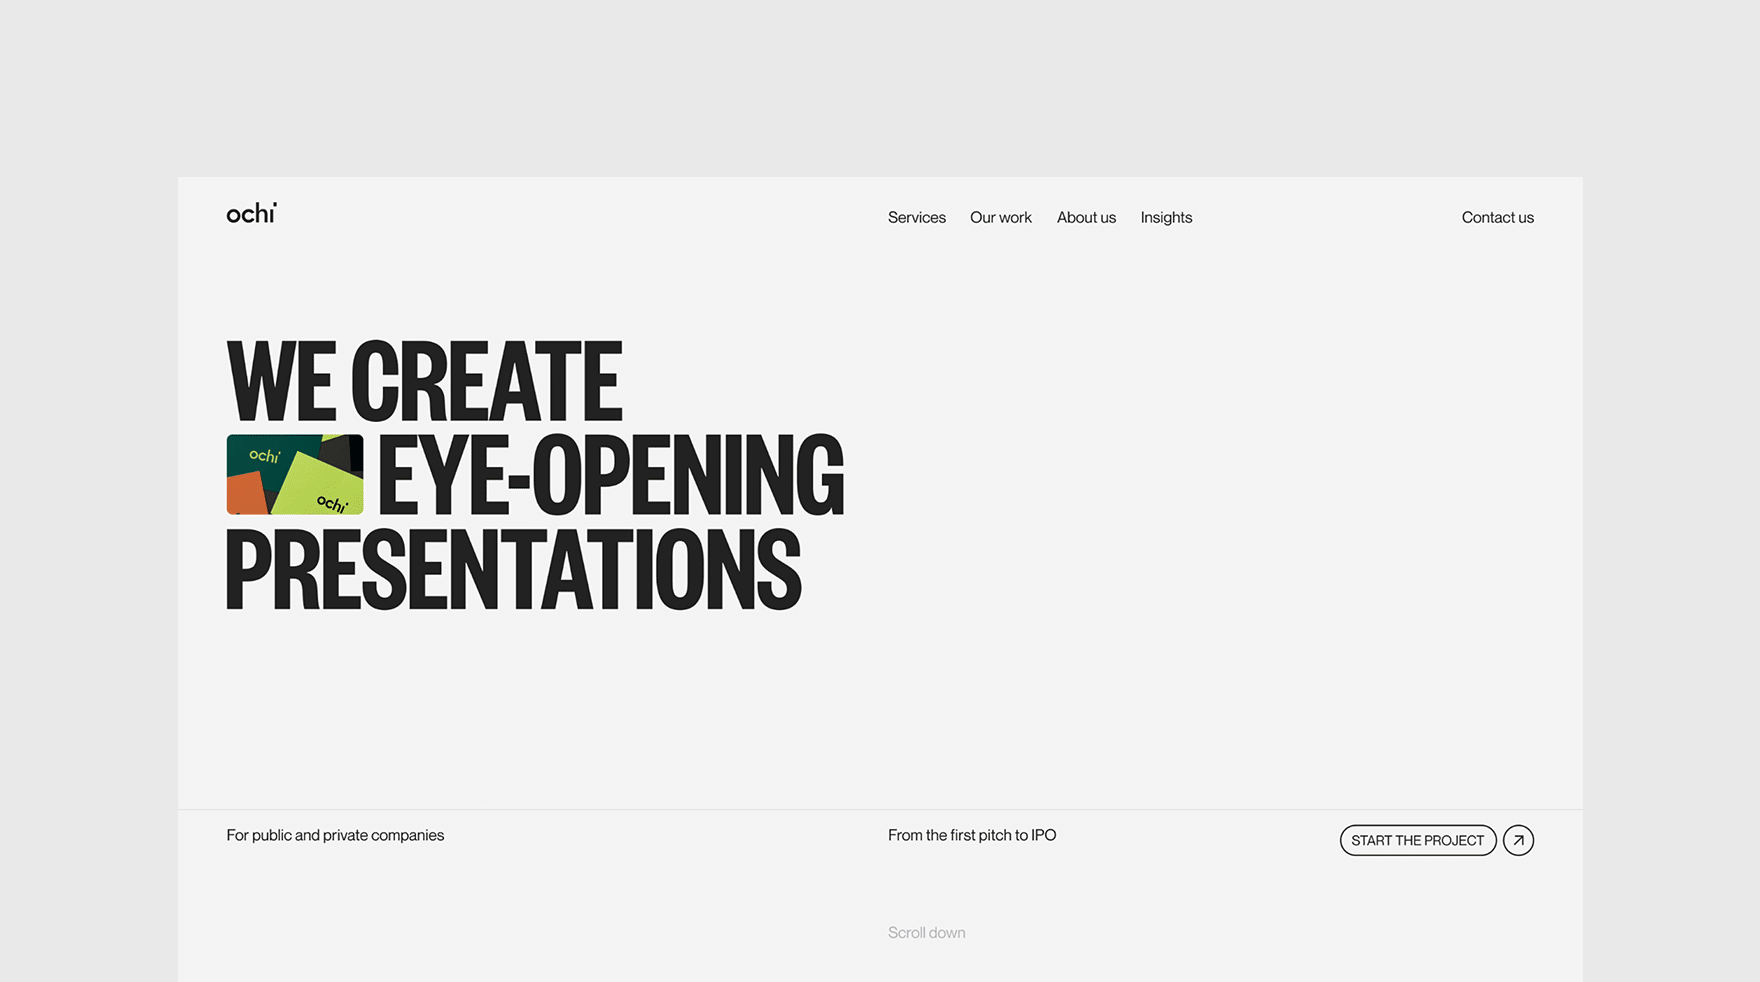 ochi
Services Our work About us Insights Contact us
WE CREATE
ochi
ochi
EYE-OPENING
PRESENTATIONS
For public and private companies From the first pitch to IPO START THE PROJECT
Scroll down